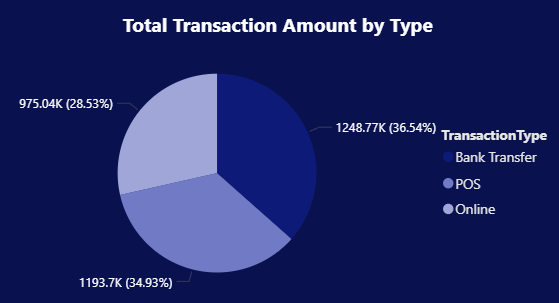 Total Transaction Amount by Type
975.04K (28.53%)
1248.77K (36.54%)
TransactionType
Bank Transfer
POS
Online
1193.7K (34.93%)